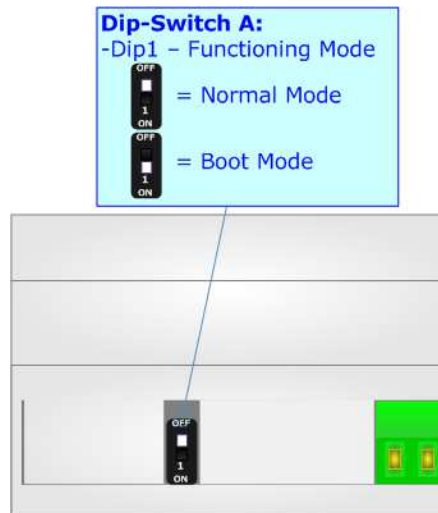 Dip-Switch A:
-Dip1 – Functioning Mode
OFF
1
ON
= Normal Mode
OFF
1
ON
= Boot Mode
OFF
1
ON